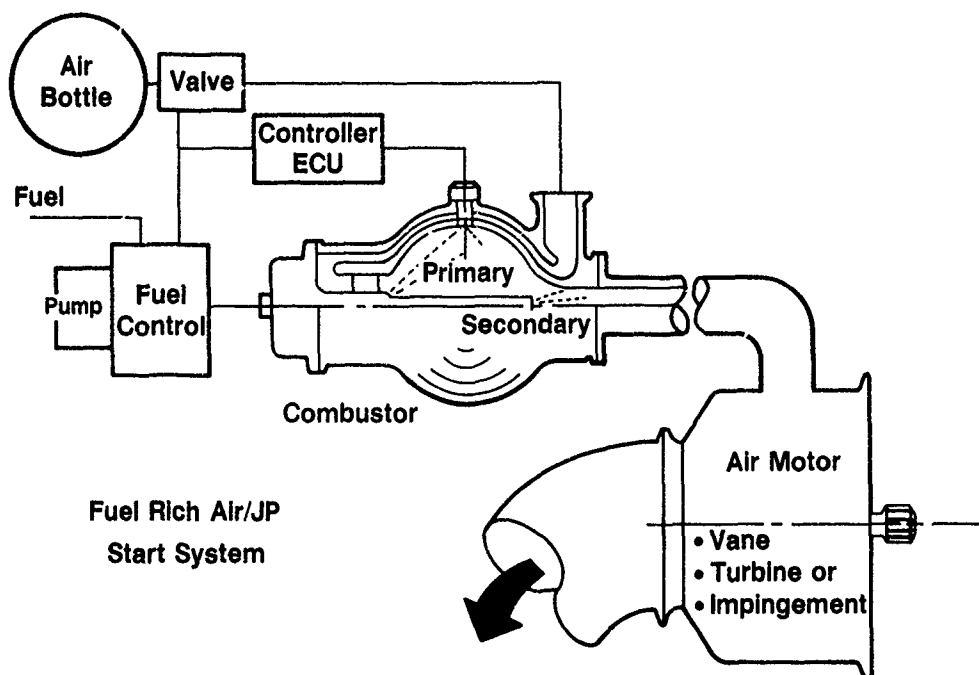 Air
Bottle
Valve
Controller
ECU
Fuel
Pump
Fuel
Control
Primary
Secondary
Combustor
Air Motor
• Vane
• Turbine or
• Impingement
Fuel Rich Air/JP
Start System